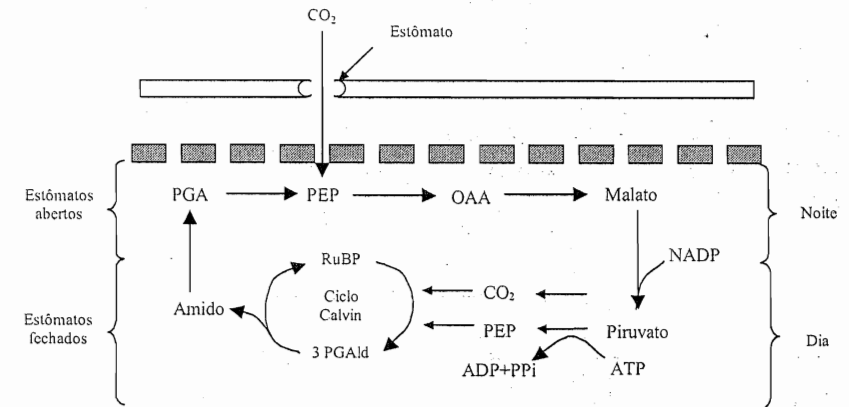 CO₂
Estômato
PGA
PEP
OAA
Malato
Estômatos
abertos
Noite
RuBP
NADP
Amido
Ciclo
Calvin
CO₂
Estômatos
fechados
PEP
Piruvato
Dia
3 PGAld
ADP+PPi
ATP